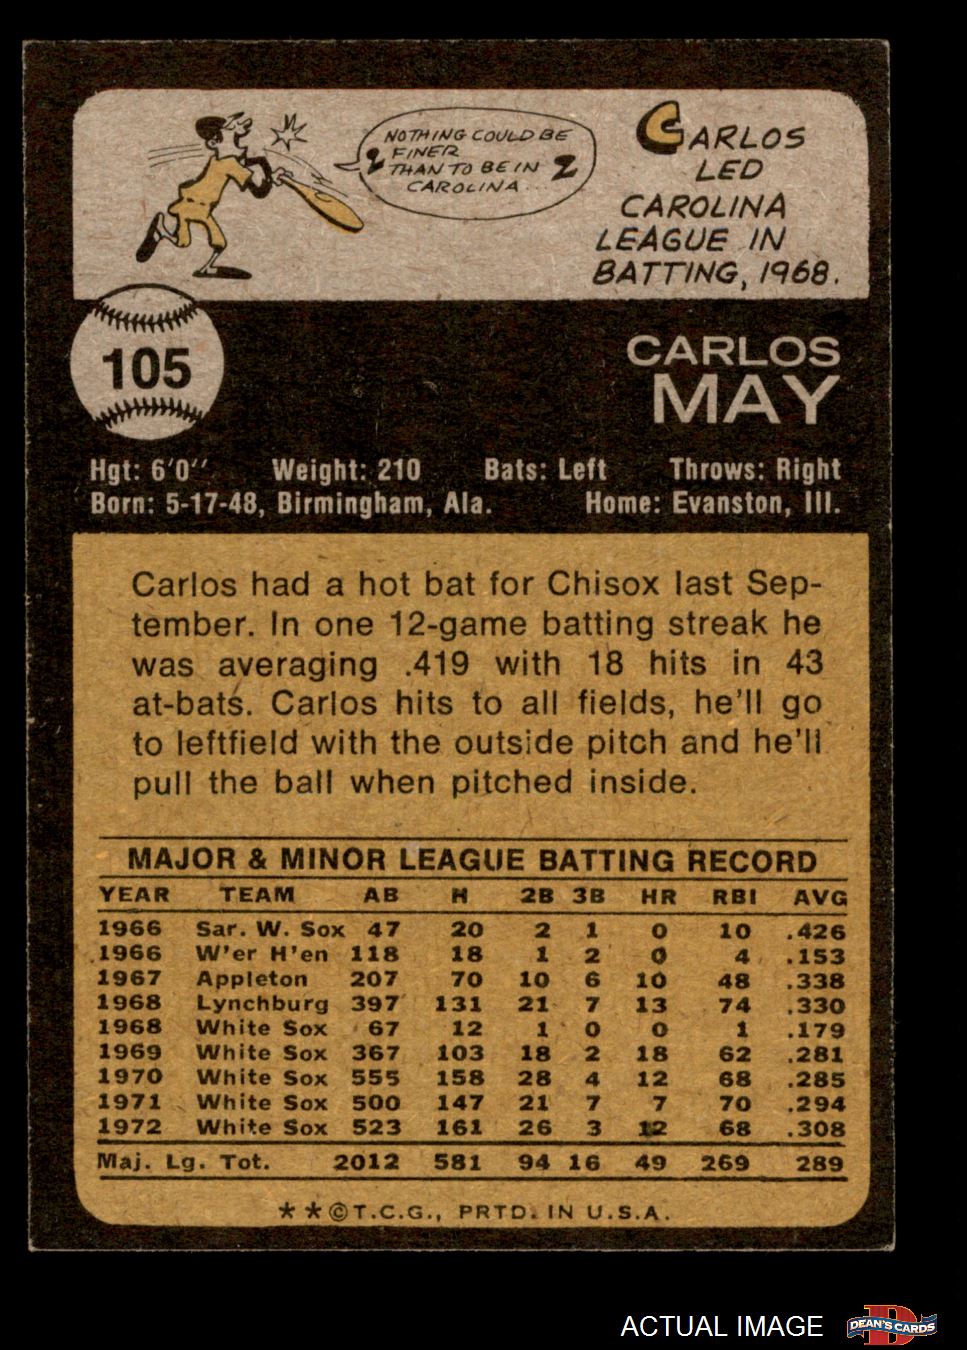 NOTHING COULD BE
FINER
THAN TO BE IN
CAROLINA...
CARLOS
LED
CAROLINA
LEAGUE IN
BATTING, 1968.
105
CARLOS
MAY
Hgt: 6'0" Weight: 210 Bats: Left Throws: Right
Born: 5-17-48, Birmingham, Ala. Home: Evanston, Ill.
Carlos had a hot bat for Chisox last Sep-
tember. In one 12-game batting streak he
was averaging .419 with 18 hits in 43
at-bats. Carlos hits to all fields, he'll go
to leftfield with the outside pitch and he'll
pull the ball when pitched inside.
MAJOR & MINOR LEAGUE BATTING RECORD
YEAR TEAM AB H 2B 3B HR RBI AVG
1966 Sar. W. Sox 47 20 2 1 0 10 .426
1966 W'er H'en 118 18 1 2 0 4 .153
1967 Appleton 207 70 10 6 10 48 .338
1968 Lynchburg 397 131 21 7 13 74 .330
1968 White Sox 67 12 1 0 0 1 .179
1969 White Sox 367 103 18 2 18 62 .281
1970 White Sox 555 158 28 4 12 68 .285
1971 White Sox 500 147 21 7 7 70 .294
1972 White Sox 523 161 26 3 12 68 .308
Maj. Lg. Tot. 2012 581 94 16 49 269 289
**©T.C.G., PRTD. IN U.S.A.
ACTUAL IMAGE
D
DEAN'S CARDS